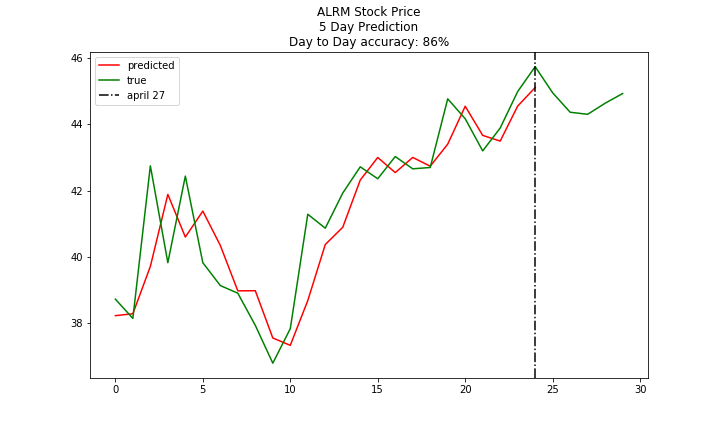 ALRM Stock Price
5 Day Prediction
Day to Day accuracy: 86%
predicted
true
april 27
46
44
42
40
38
0 5 10 15 20 25 30